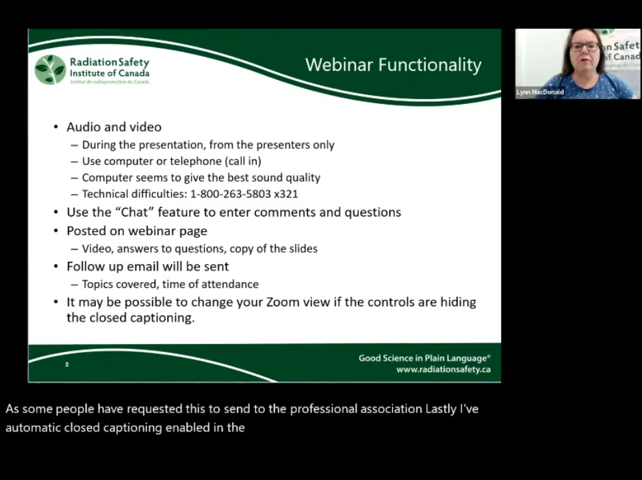 Radiation Safety
Institute of Canada
Institut de radioprotection du Canada
Webinar Functionality
• Audio and video
– During the presentation, from the presenters only
– Use computer or telephone (call in)
– Computer seems to give the best sound quality
– Technical difficulties: 1-800-263-5803 x321
• Use the “Chat” feature to enter comments and questions
• Posted on webinar page
– Video, answers to questions, copy of the slides
• Follow up email will be sent
– Topics covered, time of attendance
• It may be possible to change your Zoom view if the controls are hiding
the closed captioning.
2
Good Science in Plain Language®
www.radiationsafety.ca
Lynn MacDonald
As some people have requested this to send to the professional association Lastly I've
automatic closed captioning enabled in the